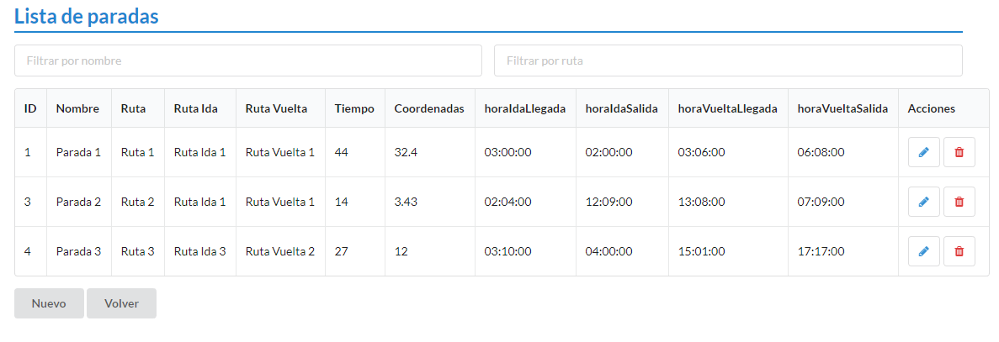 Lista de paradas
Filtrar por nombre Filtrar por ruta
ID Nombre Ruta Ruta Ida Ruta Vuelta Tiempo Coordenadas horaIdaLlegada horaIdaSalida horaVueltaLlegada horaVueltaSalida Acciones
1 Parada 1 Ruta 1 Ruta Ida 1 Ruta Vuelta 1 44 32.4 03:00:00 02:00:00 03:06:00 06:08:00
3 Parada 2 Ruta 2 Ruta Ida 1 Ruta Vuelta 1 14 3.43 02:04:00 12:09:00 13:08:00 07:09:00
4 Parada 3 Ruta 3 Ruta Ida 3 Ruta Vuelta 2 27 12 03:10:00 04:00:00 15:01:00 17:17:00
Nuevo Volver